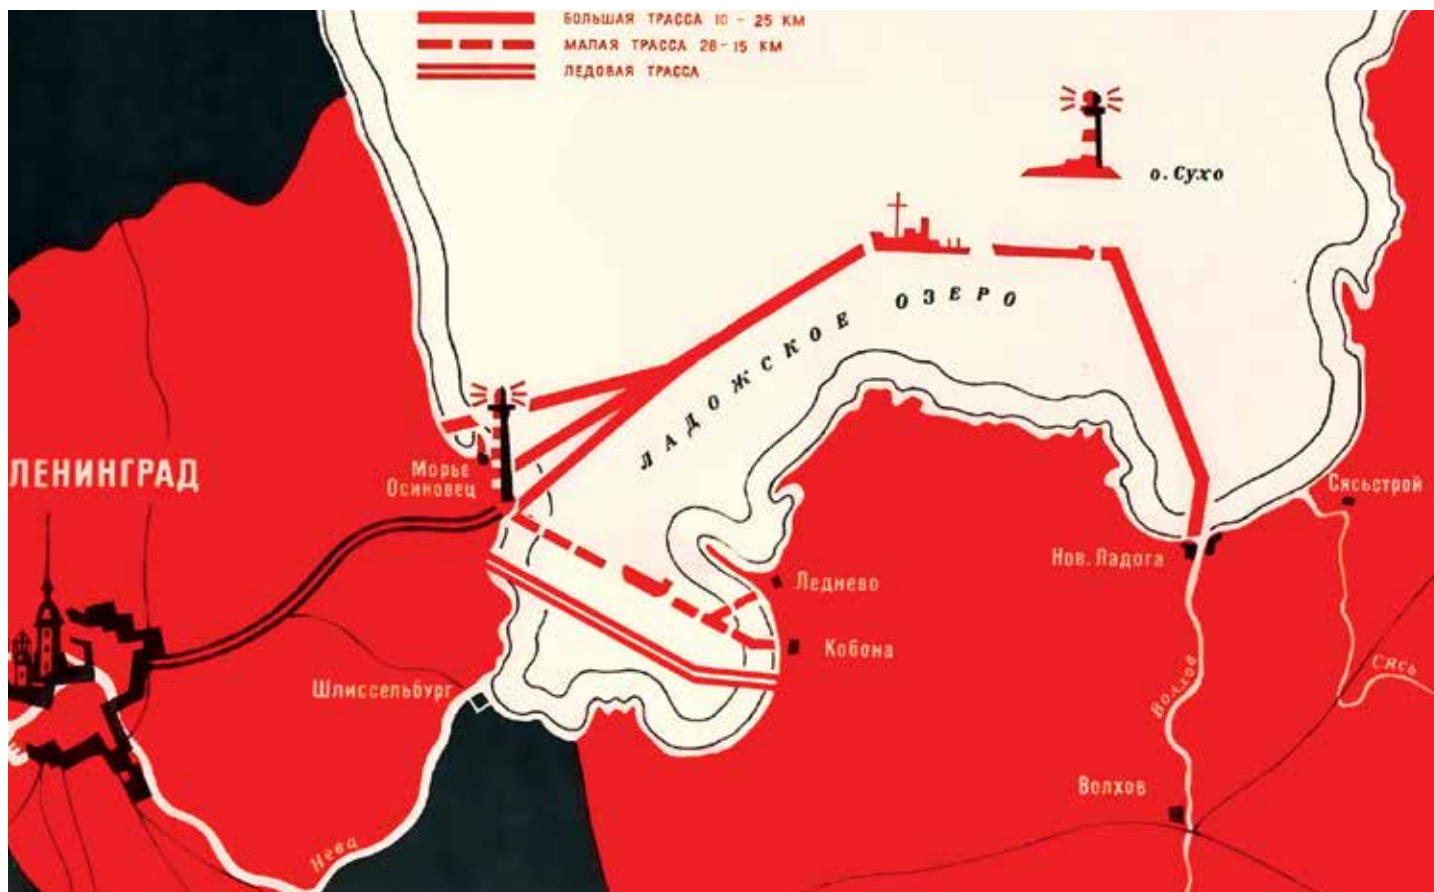 БОЛЬШАЯ ТРАССА 10 – 25 КМ
МАЛАЯ ТРАССА 28–15 КМ
ЛЕДОВАЯ ТРАССА
о. Сухо
ЛАДОЖСКОЕ ОЗЕРО
Морье
Осиновец
ЛЕНИНГРАД
Сясьстрой
Нов. Ладога
Леднево
Кобона
Шлиссельбург
Волхов
Сясь
Волхов
Нева